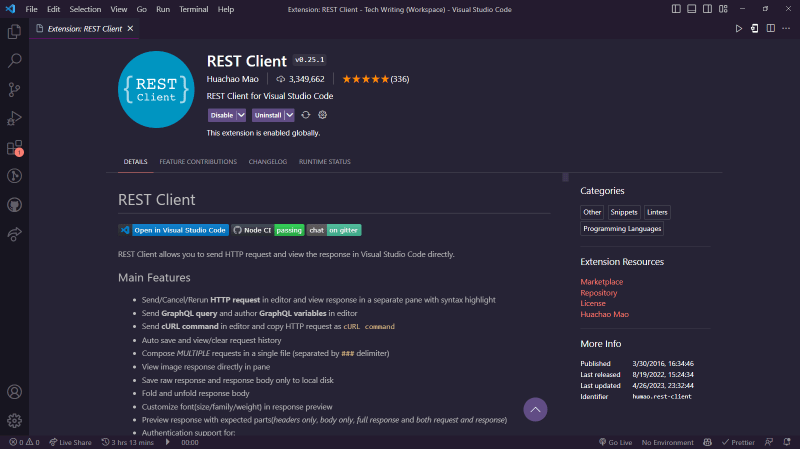 File Edit Selection View Go Run Terminal Help Extension: REST Client - Tech Writing (Workspace) - Visual Studio Code
Extension: REST Client
{REST}
Client
REST Client v0.25.1
Huachao Mao 3,349,662 (336)
REST Client for Visual Studio Code
Disable Uninstall
This extension is enabled globally.
1
DETAILS FEATURE CONTRIBUTIONS CHANGELOG RUNTIME STATUS
REST Client
Open in Visual Studio Code Node CI passing chat on gitter
REST Client allows you to send HTTP request and view the response in Visual Studio Code directly.
Main Features
• Send/Cancel/Rerun HTTP request in editor and view response in a separate pane with syntax highlight
• Send GraphQL query and author GraphQL variables in editor
• Send cURL command in editor and copy HTTP request as cURL command
• Auto save and view/clear request history
• Compose MULTIPLE requests in a single file (separated by ### delimiter)
• View image response directly in pane
• Save raw response and response body only to local disk
• Fold and unfold response body
• Customize font(size/family/weight) in response preview
• Preview response with expected parts(headers only, body only, full response and both request and response)
• Authentication support for:
Categories
Other Snippets Linters
Programming Languages
Extension Resources
Marketplace
Repository
License
Huachao Mao
More Info
Published 3/30/2016, 16:34:46
Last released 8/19/2022, 15:24:34
Last updated 4/26/2023, 23:32:44
Identifier humao.rest-client
0 0 Live Share 3 hrs 13 mins 00:00 Go Live No Environment Prettier